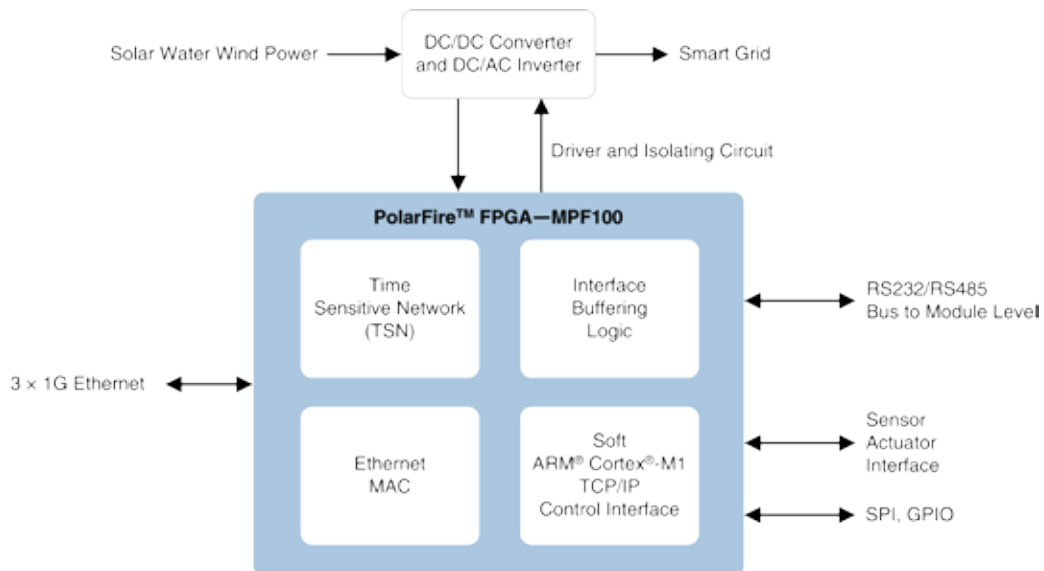 Solar Water Wind Power
DC/DC Converter
and DC/AC Inverter
Smart Grid
Driver and Isolating Circuit
PolarFire™ FPGA—MPF100
Time
Sensitive Network
(TSN)
Interface
Buffering
Logic
RS232/RS485
Bus to Module Level
3 × 1G Ethernet
Ethernet
MAC
Soft
ARM® Cortex®-M1
TCP/IP
Control Interface
Sensor
Actuator
Interface
SPI, GPIO